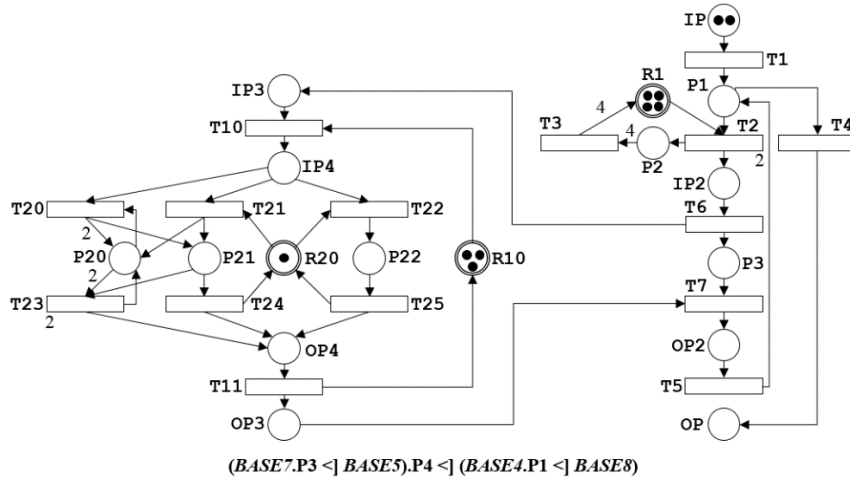 IP
T1
R1
P1
IP3
4
T3
T2
T4
T10
4
2
P2
IP4
IP2
T20
T21
T22
T6
2
P20
P21
R20
P22
R10
P3
2
T23
T24
T25
T7
2
OP4
OP2
T11
T5
OP3
OP
(BASE7.P3 <] BASE5).P4 <] (BASE4.P1 <] BASE8)